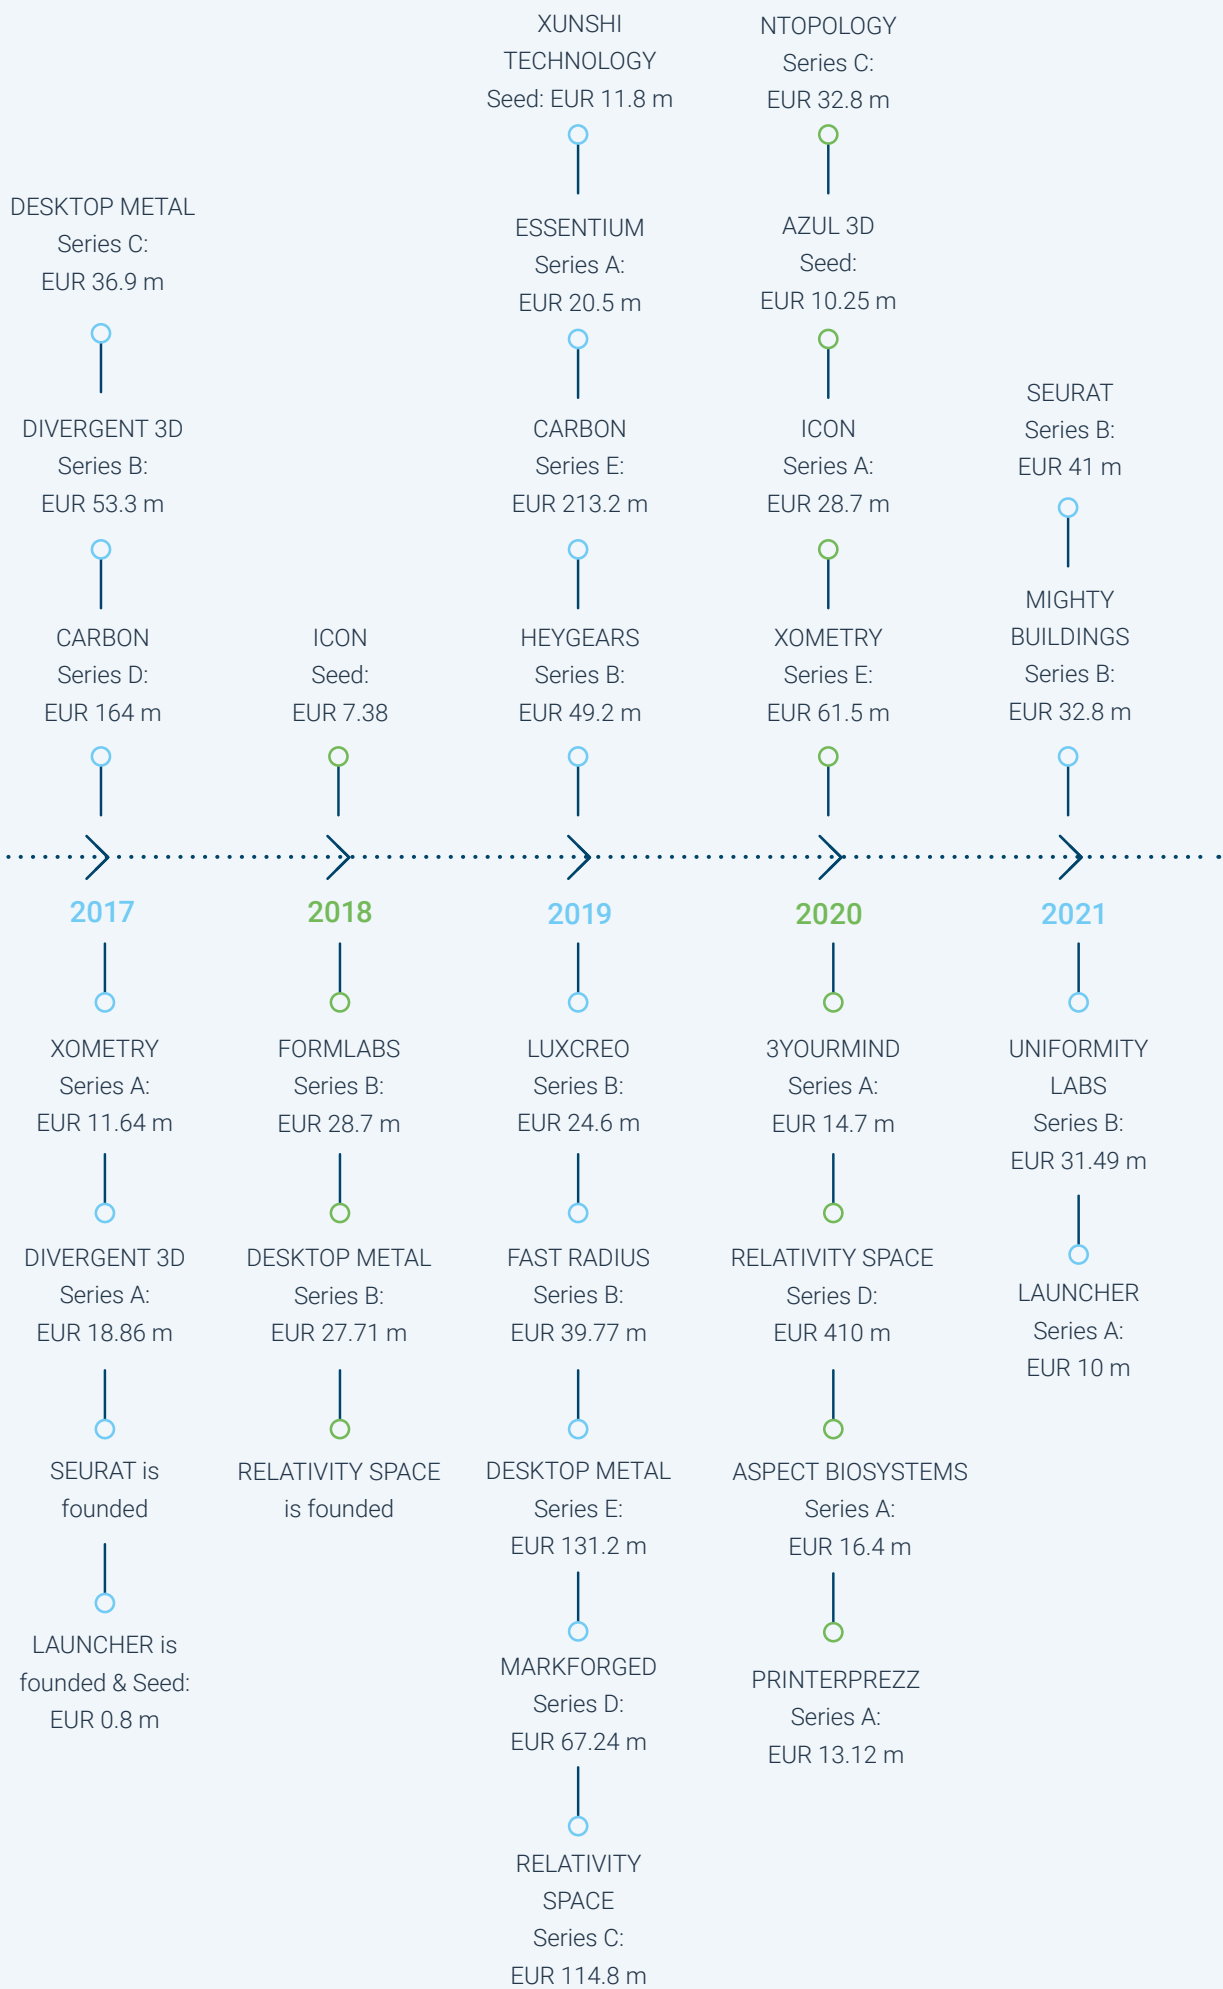 DESKTOP METAL
Series C:
EUR 36.9 m
DIVERGENT 3D
Series B:
EUR 53.3 m
CARBON
Series D:
EUR 164 m
2017
XOMETRY
Series A:
EUR 11.64 m
DIVERGENT 3D
Series A:
EUR 18.86 m
SEURAT is
founded
LAUNCHER is
founded & Seed:
EUR 0.8 m
ICON
Seed:
EUR 7.38
2018
FORMLABS
Series B:
EUR 28.7 m
DESKTOP METAL
Series B:
EUR 27.71 m
RELATIVITY SPACE
is founded
XUNSHI
TECHNOLOGY
Seed: EUR 11.8 m
ESSENTIUM
Series A:
EUR 20.5 m
CARBON
Series E:
EUR 213.2 m
HEYGEARS
Series B:
EUR 49.2 m
2019
LUXCREO
Series B:
EUR 24.6 m
FAST RADIUS
Series B:
EUR 39.77 m
DESKTOP METAL
Series E:
EUR 131.2 m
MARKFORGED
Series D:
EUR 67.24 m
RELATIVITY
SPACE
Series C:
EUR 114.8 m
NTOPOLOGY
Series C:
EUR 32.8 m
AZUL 3D
Seed:
EUR 10.25 m
ICON
Series A:
EUR 28.7 m
XOMETRY
Series E:
EUR 61.5 m
2020
3YOURMIND
Series A:
EUR 14.7 m
RELATIVITY SPACE
Series D:
EUR 410 m
ASPECT BIOSYSTEMS
Series A:
EUR 16.4 m
PRINTERPREZZ
Series A:
EUR 13.12 m
SEURAT
Series B:
EUR 41 m
MIGHTY
BUILDINGS
Series B:
EUR 32.8 m
2021
UNIFORMITY
LABS
Series B:
EUR 31.49 m
LAUNCHER
Series A:
EUR 10 m